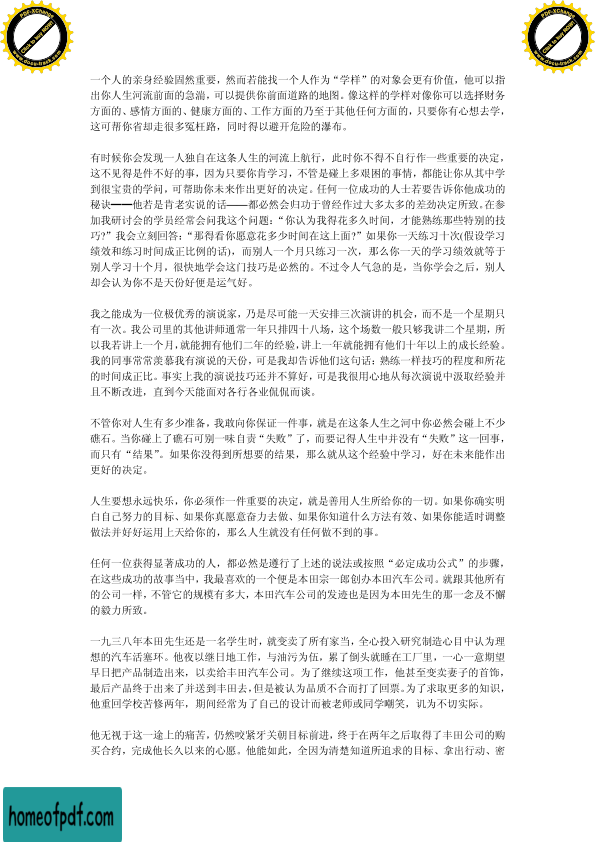 PDF-XChange
Click to buy NOW!
www.docu-track.com
PDF-XChange
Click to buy NOW!
www.docu-track.com
一个人的亲身经验固然重要，然而若能找一个人作为“学样”的对象会更有价值，他可以指
出你人生河流前面的急湍，可以提供你前面道路的地图。像这样的学样对像你可以选择财务
方面的、感情方面的、健康方面的、工作方面的乃至于其他任何方面的，只要你有心想去学，
这可帮你省却走很多冤枉路，同时得以避开危险的瀑布。
有时候你会发现一人独自在这条人生的河流上航行，此时你不得不自行作一些重要的决定，
这不见得是件不好的事，因为只要你肯学习，不管是碰上多艰困的事情，都能让你从其中学
到很宝贵的学问，可帮助你未来作出更好的决定。任何一位成功的人士若要告诉你他成功的
秘诀━━他若是肯老实说的话——都必然会归功于曾经作过大多太多的差劲决定所致。在参
加我研讨会的学员经常会问我这个问题：“你认为我得花多久时间，才能熟练那些特别的技
巧?”我会立刻回答：“那得看你愿意花多少时间在这上面?”如果你一天练习十次(假设学习
绩效和练习时间成正比例的话)，而别人一个月只练习一次，那么你一天的学习绩效就等于
别人学习十个月，很快地学会这门技巧是必然的。不过令人气急的是，当你学会之后，别人
却会认为你不是天份好便是运气好。
我之能成为一位极优秀的演说家，乃是尽可能一天安排三次演讲的机会，而不是一个星期只
有一次。我公司里的其他讲师通常一年只排四十八场，这个场数一般只够我讲二个星期，所
以我若讲上一个月，就能拥有他们二年的经验，讲上一年就能拥有他们十年以上的成长经验。
我的同事常常羡慕我有演说的天份，可是我却告诉他们这句话：熟练一样技巧的程度和所花
的时间成正比。事实上我的演说技巧还并不算好，可是我很用心地从每次演说中汲取经验并
且不断改进，直到今天能面对各行各业侃侃而谈。
不管你对人生有多少准备，我敢向你保证一件事，就是在这条人生之河中你必然会碰上不少
礁石。当你碰上了礁石可别一味自责“失败”了，而要记得人生中并没有“失败”这一回事，
而只有“结果”。如果你没得到所想要的结果，那么就从这个经验中学习，好在未来能作出
更好的决定。
人生要想永远快乐，你必须作一件重要的决定，就是善用人生所给你的一切。如果你确实明
白自己努力的目标、如果你真愿意奋力去做、如果你知道什么方法有效、如果你能适时调整
做法并好好运用上天给你的，那么人生就没有任何做不到的事。
任何一位获得显著成功的人，都必然是遵行了上述的说法或按照“必定成功公式”的步骤，
在这些成功的故事当中，我最喜欢的一个便是本田宗一郎创办本田汽车公司。就跟其他所有
的公司一样，不管它的规模有多大，本田汽车公司的发迹也是因为本田先生的那一念及不懈
的毅力所致。
一九三八年本田先生还是一名学生时，就变卖了所有家当，全心投入研究制造心目中认为理
想的汽车活塞环。他夜以继日地工作，与油污为伍，累了倒头就睡在工厂里，一心一意期望
早日把产品制造出来，以卖给丰田汽车公司。为了继续这项工作，他甚至变卖妻子的首饰，
最后产品终于出来了并送到丰田去，但是被认为品质不合而打了回票。为了求取更多的知识，
他重回学校苦修两年，期间经常为了自己的设计而被老师或同学嘲笑，讥为不切实际。
他无视于这一途上的痛苦，仍然咬紧牙关朝目标前进，终于在两年之后取得了丰田公司的购
买合约，完成他长久以来的心愿。他能如此，全因为清楚知道所追求的目标、拿出行动、密
homeofpdf.com